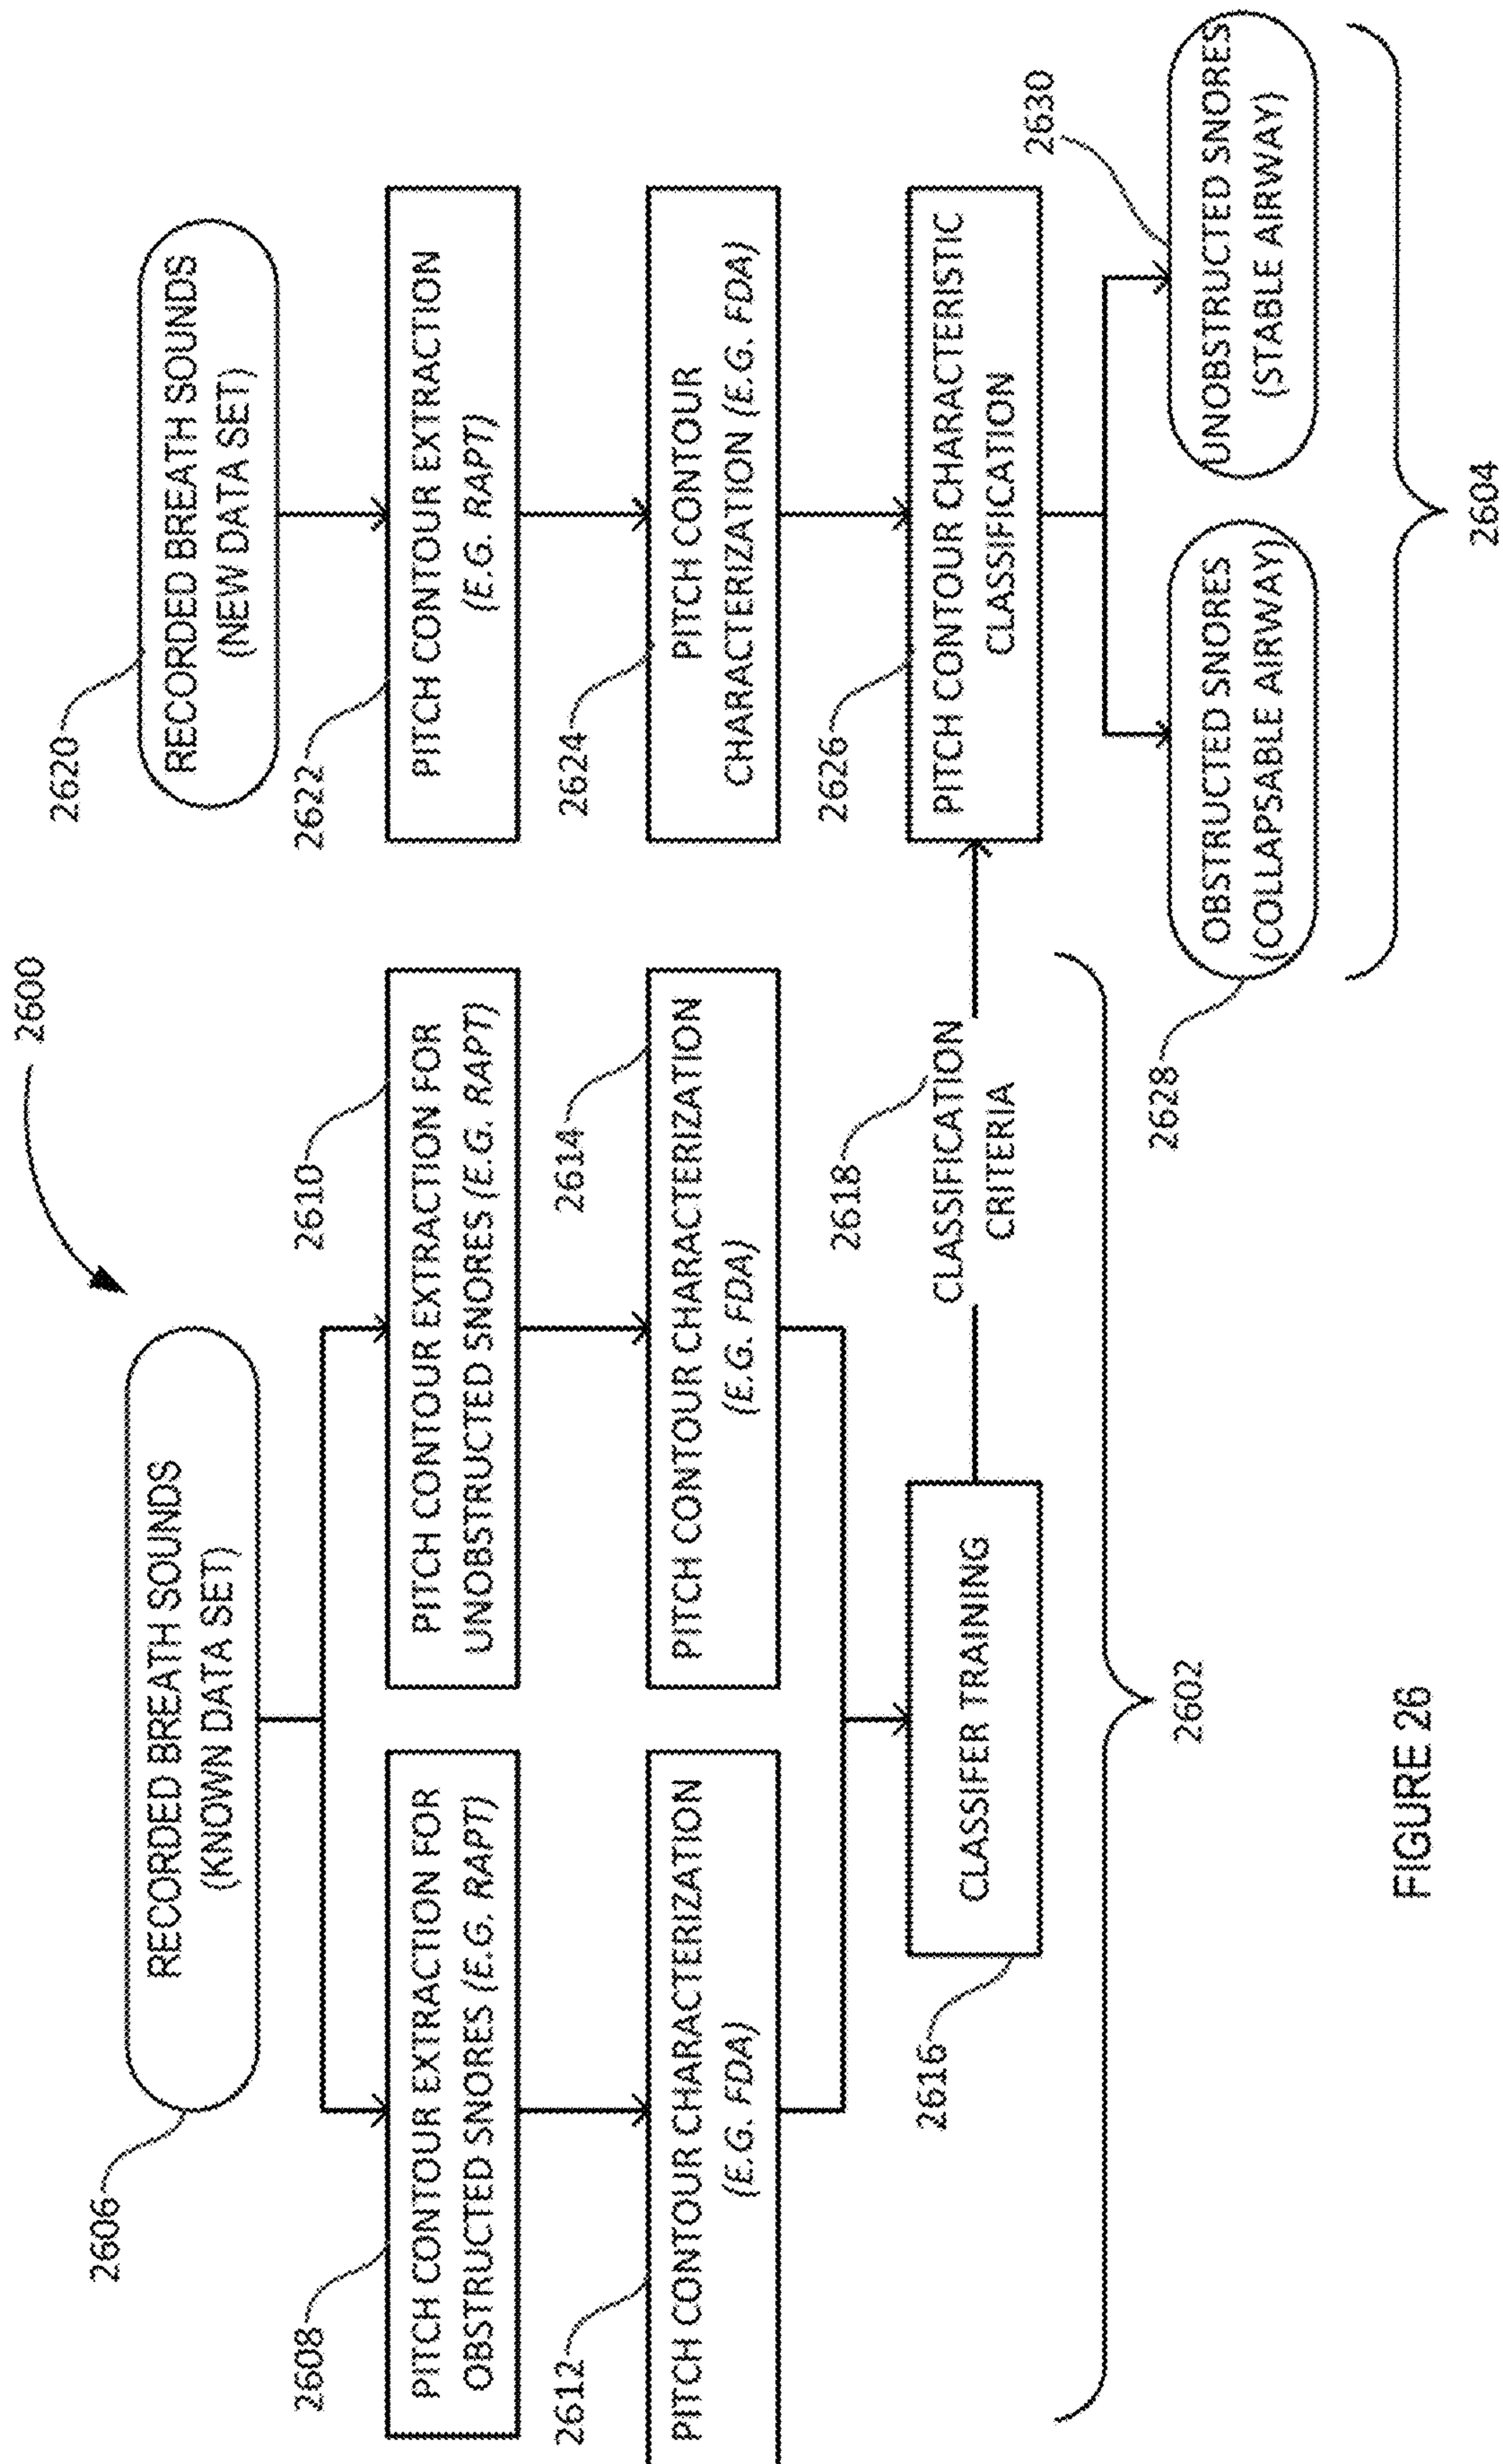 2600
2606
RECORDED BREATH SOUNDS
(KNOWN DATA SET)
2608
PITCH CONTOUR EXTRACTION FOR
OBSTRUCTED SNORES (E.G. RAPT)
2610
PITCH CONTOUR EXTRACTION FOR
UNOBSTRUCTED SNORES (E.G. RAPT)
2612
PITCH CONTOUR CHARACTERIZATION
(E.G. FDA)
2614
PITCH CONTOUR CHARACTERIZATION
(E.G. FDA)
2616
CLASSIFER TRAINING
2618
CLASSIFICATION
CRITERIA
2602
2620
RECORDED BREATH SOUNDS
(NEW DATA SET)
2622
PITCH CONTOUR EXTRACTION
(E.G. RAPT)
2624
PITCH CONTOUR
CHARACTERIZATION (E.G. FDA)
2626
PITCH CONTOUR CHARACTERISTIC
CLASSIFICATION
2628
OBSTRUCTED SNORES
(COLLAPSABLE AIRWAY)
2630
UNOBSTRUCTED SNORES
(STABLE AIRWAY)
2604
FIGURE 26